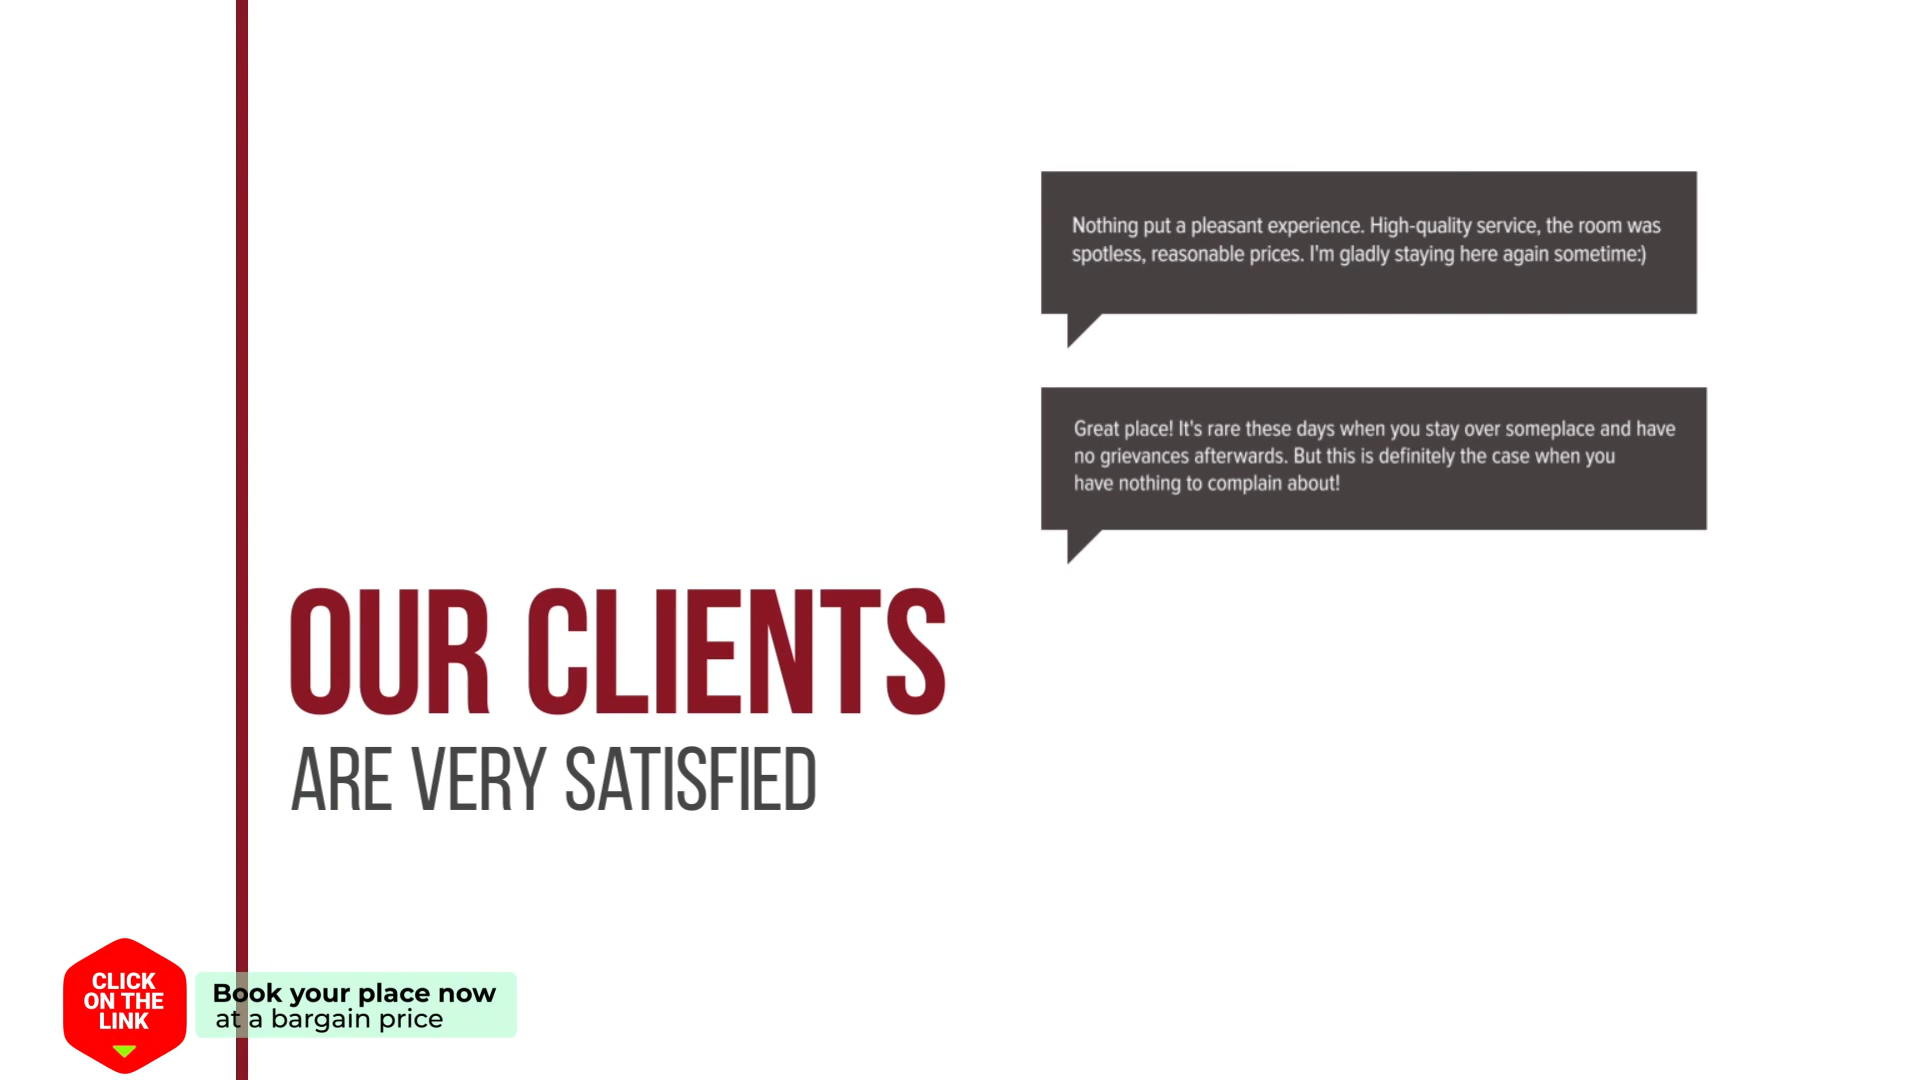 Nothing put a pleasant experience. High-quality service, the room was
spotless, reasonable prices. I'm gladly staying here again sometime:)
Great place! It's rare these days when you stay over someplace and have
no grievances afterwards. But this is definitely the case when you
have nothing to complain about!
OUR CLIENTS
ARE VERY SATISFIED
CLICK
ON THE
LINK
Book your place now
at a bargain price